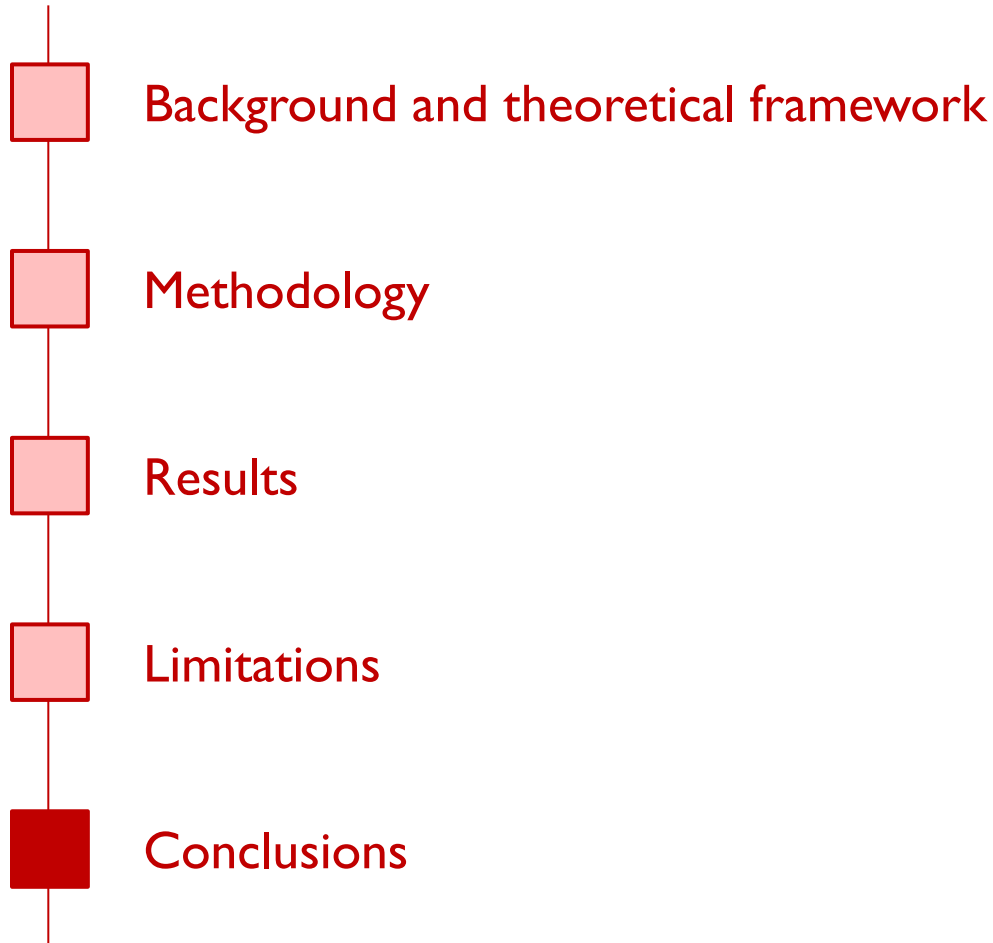 Background and theoretical framework
Methodology
Results
Limitations
Conclusions